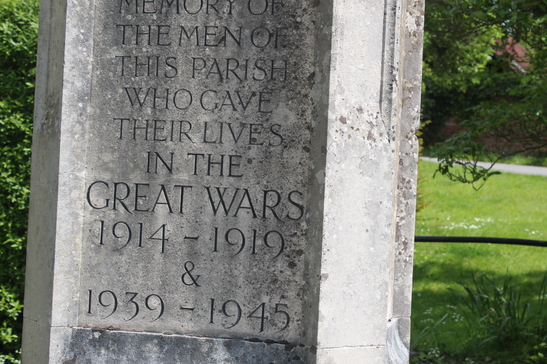 MEMORY OF
THE MEN OF
THIS PARISH
WHO GAVE
THEIR LIVES
IN THE
GREAT WARS
1914 - 1919
&
1939 - 1945